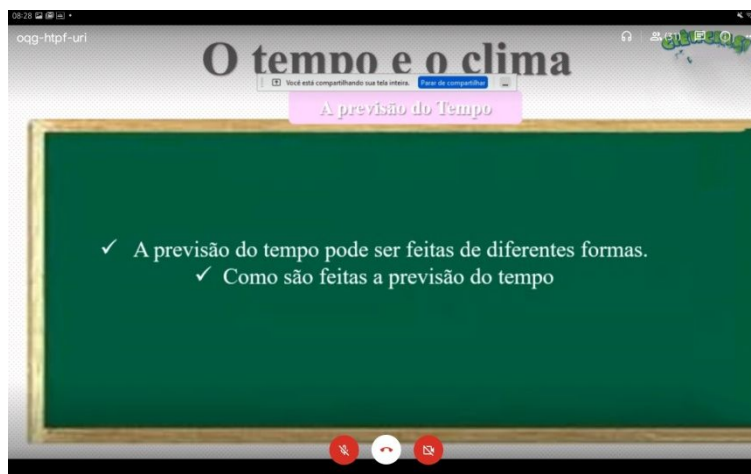 08:28
oqg-htpf-uri
(31)
O tempo e o clima
Você está compartilhando sua tela inteira. Parar de compartilhar
A previsão do Tempo
✓ A previsão do tempo pode ser feitas de diferentes formas.
✓ Como são feitas a previsão do tempo